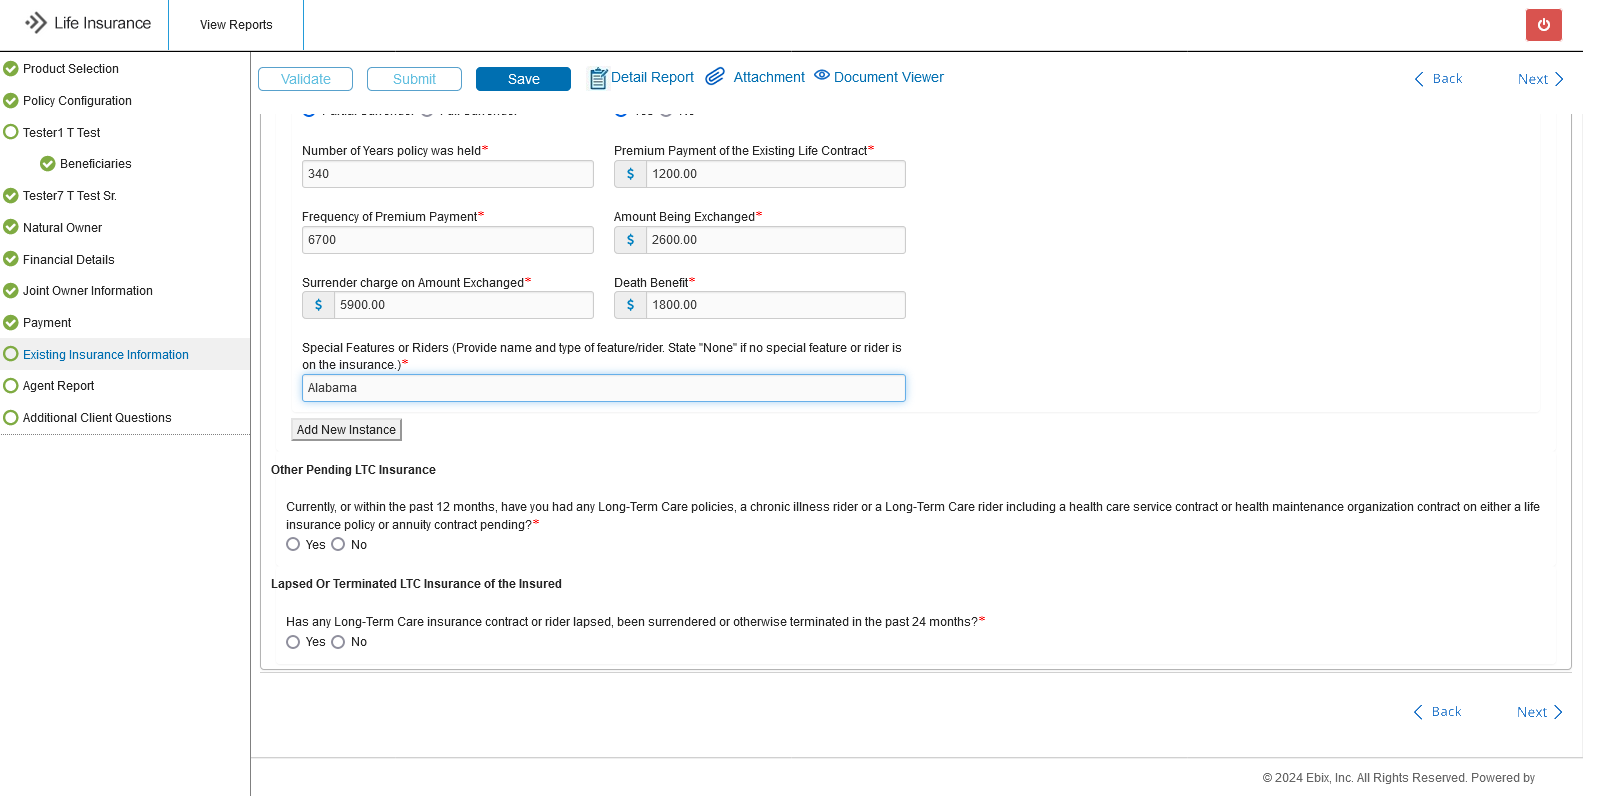 Life Insurance
View Reports
Product Selection
Policy Configuration
Tester1 T Test
Beneficiaries
Tester7 T Test Sr.
Natural Owner
Financial Details
Joint Owner Information
Payment
Existing Insurance Information
Agent Report
Additional Client Questions
Validate Submit Save Detail Report Attachment Document Viewer Back Next
Number of Years policy was held* Premium Payment of the Existing Life Contract*
340 $ 1200.00
Frequency of Premium Payment* Amount Being Exchanged*
6700 $ 2600.00
Surrender charge on Amount Exchanged* Death Benefit*
$ 5900.00 $ 1800.00
Special Features or Riders (Provide name and type of feature/rider. State "None" if no special feature or rider is
on the insurance.)*
Alabama
Add New Instance
Other Pending LTC Insurance
Currently, or within the past 12 months, have you had any Long-Term Care policies, a chronic illness rider or a Long-Term Care rider including a health care service contract or health maintenance organization contract on either a life
insurance policy or annuity contract pending?*
Yes No
Lapsed Or Terminated LTC Insurance of the Insured
Has any Long-Term Care insurance contract or rider lapsed, been surrendered or otherwise terminated in the past 24 months?*
Yes No
Back Next
© 2024 Ebix, Inc. All Rights Reserved. Powered by